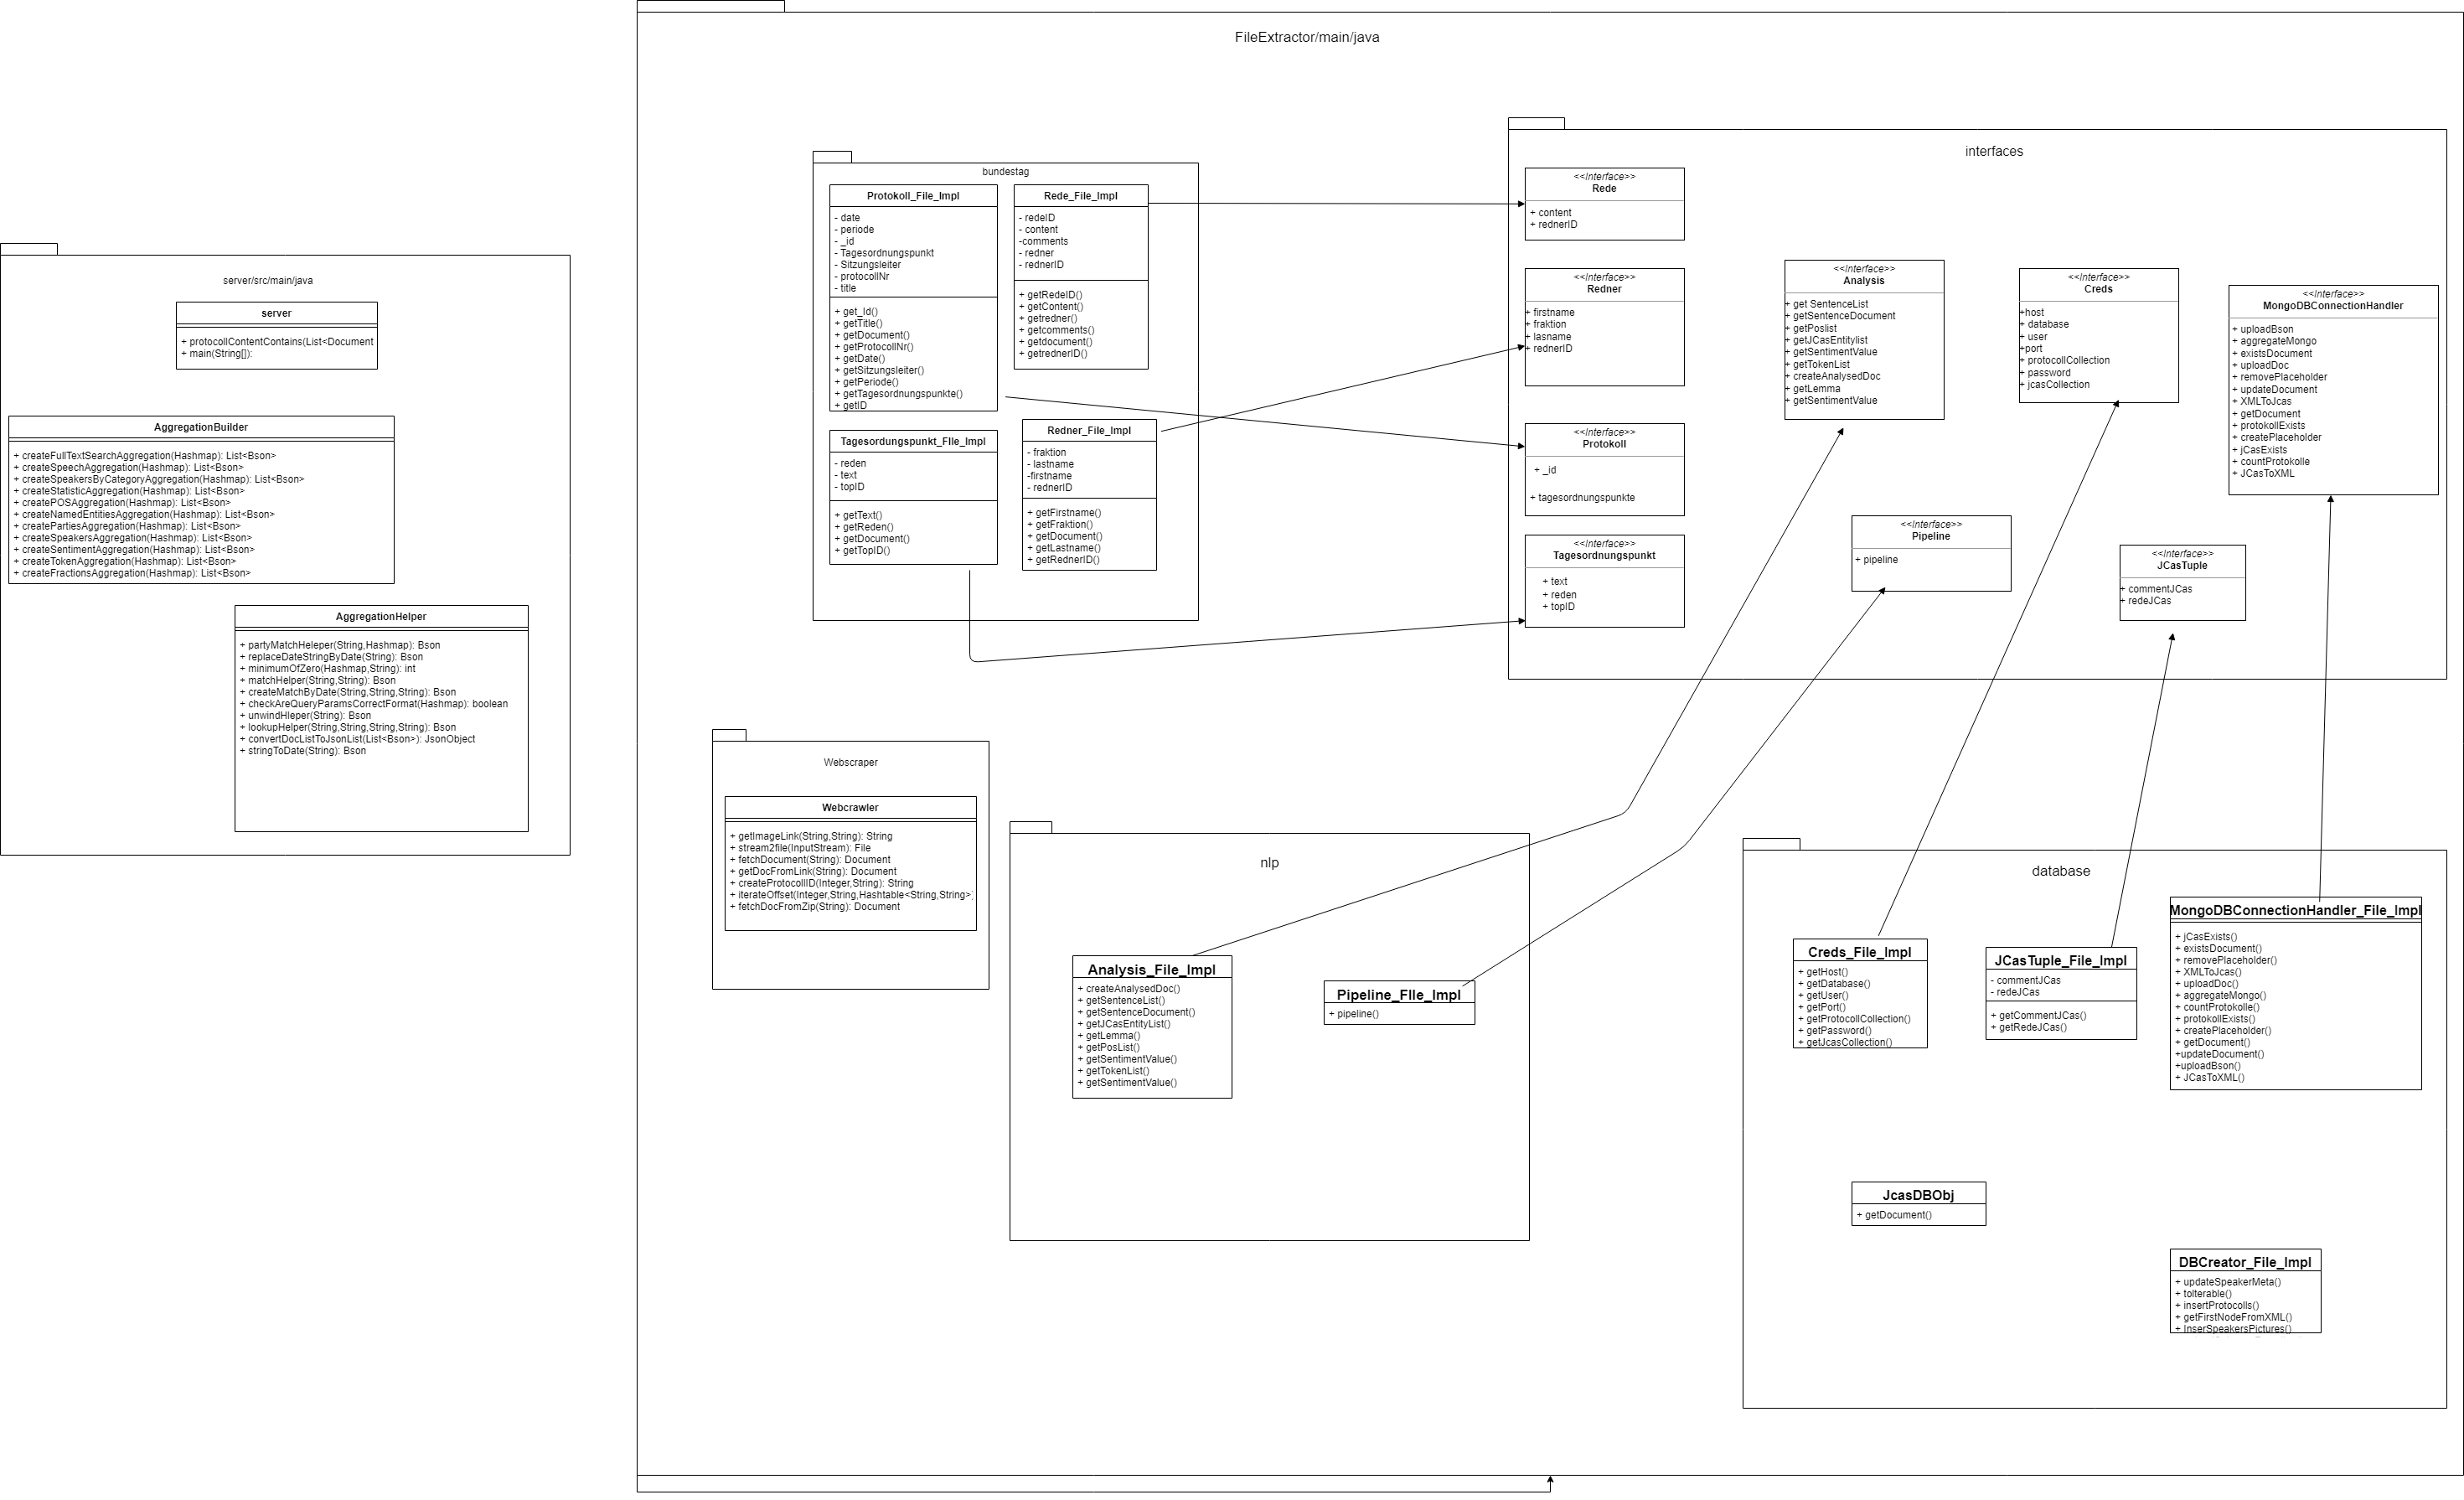 FileExtractor/main/java
server/src/main/java
server
+ protocollContentContains(List<Document
+ main(String[]):
AggregationBuilder
+ createFullTextSearchAggregation(Hashmap): List<Bson>
+ createSpeechAggregation(Hashmap): List<Bson>
+ createSpeakersByCategoryAggregation(Hashmap): List<Bson>
+ createStatisticAggregation(Hashmap): List<Bson>
+ createPOSAggregation(Hashmap): List<Bson>
+ createNamedEntitiesAggregation(Hashmap): List<Bson>
+ createPartiesAggregation(Hashmap): List<Bson>
+ createSpeakersAggregation(Hashmap): List<Bson>
+ createSentimentAggregation(Hashmap): List<Bson>
+ createTokenAggregation(Hashmap): List<Bson>
+ createFractionsAggregation(Hashmap): List<Bson>
AggregationHelper
+ partyMatchHeleper(String,Hashmap): Bson
+ replaceDateStringByDate(String): Bson
+ minimumOfZero(Hashmap,String): int
+ matchHelper(String,String): Bson
+ createMatchByDate(String,String,String): Bson
+ checkAreQueryParamsCorrectFormat(Hashmap): boolean
+ unwindHleper(String): Bson
+ lookupHelper(String,String,String,String): Bson
+ convertDocListToJsonList(List<Bson>): JsonObject
+ stringToDate(String): Bson
bundestag
Protokoll_File_Impl
- date
- periode
- _id
- Tagesordnungspunkt
- Sitzungsleiter
- protocollNr
- title
+ get_Id()
+ getTitle()
+ getDocument()
+ getProtocollNr()
+ getDate()
+ getSitzungsleiter()
+ getPeriode()
+ getTagesordnungspunkte()
+ getID
Rede_File_Impl
- redeID
- content
-comments
- redner
- rednerID
+ getRedeID()
+ getContent()
+ getredner()
+ getcomments()
+ getdocument()
+ getrednerID()
Tagesordungspunkt_FIle_Impl
- reden
- text
- topID
+ getText()
+ getReden()
+ getDocument()
+ getTopID()
Redner_File_Impl
- fraktion
- lastname
-firstname
- rednerID
+ getFirstname()
+ getFraktion()
+ getDocument()
+ getLastname()
+ getRednerID()
interfaces
<<Interface>>
Rede
+ content
+ rednerID
<<Interface>>
Redner
+ firstname
+ fraktion
+ lasname
+ rednerID
<<Interface>>
Protokoll
+ _id
+ tagesordnungspunkte
<<Interface>>
Tagesordnungspunkt
+ text
+ reden
+ topID
<<Interface>>
Analysis
+ get SentenceList
+ getSentenceDocument
+ getPoslist
+ getJCasEntitylist
+ getSentimentValue
+ getTokenList
+ createAnalysedDoc
+ getLemma
+ getSentimentValue
<<Interface>>
Creds
+host
+ database
+ user
+port
+ protocollCollection
+ password
+ jcasCollection
<<Interface>>
MongoDBConnectionHandler
+ uploadBson
+ aggregateMongo
+ existsDocument
+ uploadDoc
+ removePlaceholder
+ updateDocument
+ XMLToJcas
+ getDocument
+ protokollExists
+ createPlaceholder
+ jCasExists
+ countProtokolle
+ JCasToXML
<<Interface>>
Pipeline
+ pipeline
<<Interface>>
JCasTuple
+ commentJCas
+ redeJCas
Webscraper
Webcrawler
+ getImageLink(String,String): String
+ stream2file(InputStream): File
+ fetchDocument(String): Document
+ getDocFromLink(String): Document
+ createProtocollID(Integer,String): String
+ iterateOffset(Integer,String,Hashtable<String,String>)
+ fetchDocFromZip(String): Document
nlp
Analysis_File_Impl
+ createAnalysedDoc()
+ getSentenceList()
+ getSentenceDocument()
+ getJCasEntityList()
+ getLemma()
+ getPosList()
+ getSentimentValue()
+ getTokenList()
+ getSentimentValue()
Pipeline_FIle_Impl
+ pipeline()
database
Creds_File_Impl
+ getHost()
+ getDatabase()
+ getUser()
+ getPort()
+ getProtocollCollection()
+ getPassword()
+ getJcasCollection()
JCasTuple_File_Impl
- commentJCas
- redeJCas
+ getCommentJCas()
+ getRedeJCas()
MongoDBConnectionHandler_File_Impl
+ jCasExists()
+ existsDocument()
+ removePlaceholder()
+ XMLToJcas()
+ uploadDoc()
+ aggregateMongo()
+ countProtokolle()
+ protokollExists()
+ createPlaceholder()
+ getDocument()
+updateDocument()
+uploadBson()
+ JCasToXML()
JcasDBObj
+ getDocument()
DBCreator_File_Impl
+ updateSpeakerMeta()
+ toIterable()
+ insertProtocolls()
+ getFirstNodeFromXML()
+ InserSpeakersPictures()